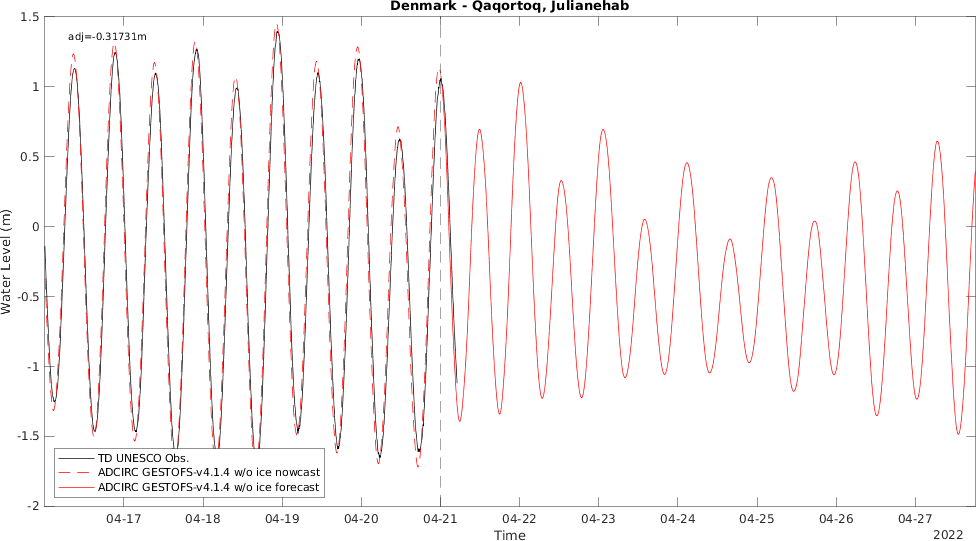 Denmark - Qaqortoq, Julianehab
adj=-0.31731m
1.5
1
0.5
0
-0.5
-1
-1.5
-2
Water Level (m)
TD UNESCO Obs.
ADCIRC GESTOFS-v4.1.4 w/o ice nowcast
ADCIRC GESTOFS-v4.1.4 w/o ice forecast
04-17 04-18 04-19 04-20 04-21 04-22 04-23 04-24 04-25 04-26 04-27
Time
2022